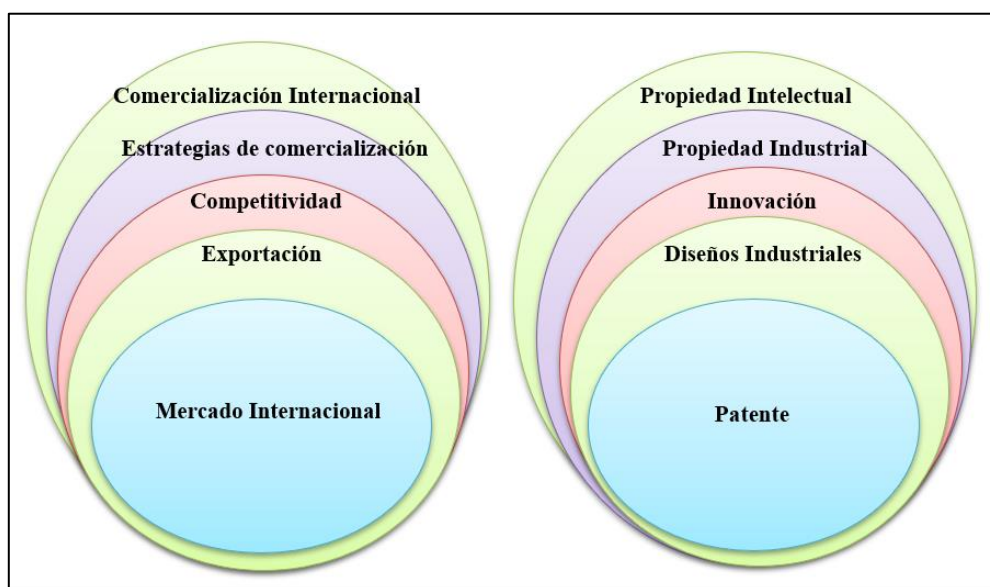 Comercialización Internacional
Estrategias de comercialización
Competitividad
Exportación
Mercado Internacional
Propiedad Intelectual
Propiedad Industrial
Innovación
Diseños Industriales
Patente